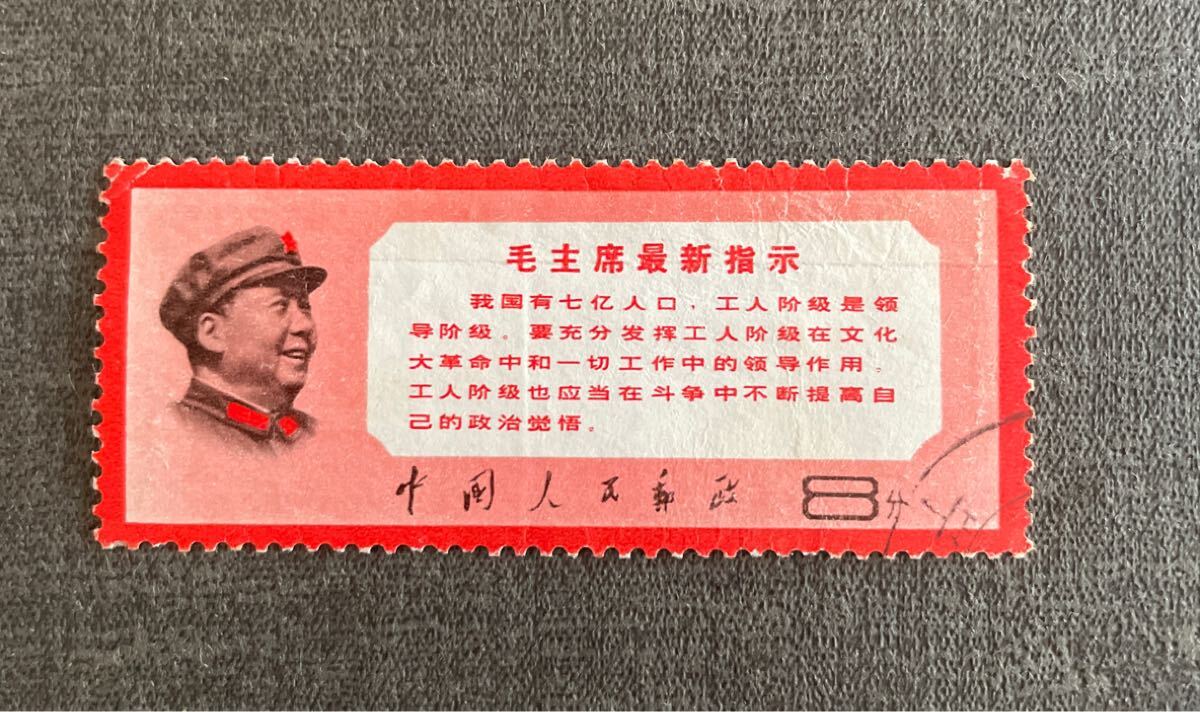 毛主席最新指示
我国有七亿人口，工人阶级是领
导阶级。要充分发挥工人阶级在文化
大革命中和一切工作中的领导作用。
工人阶级也应当在斗争中不断提高自
己的政治觉悟。
中国人民邮政 8分